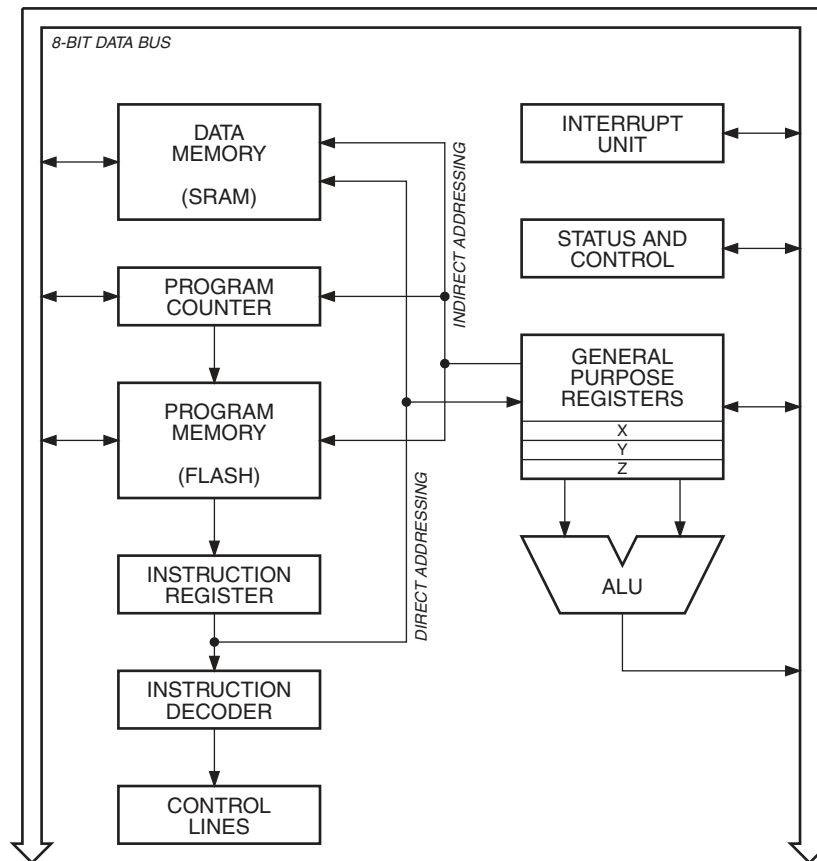 8-BIT DATA BUS
DATA
MEMORY
(SRAM)
INTERRUPT
UNIT
INDIRECT ADDRESSING
STATUS AND
CONTROL
PROGRAM
COUNTER
GENERAL
PURPOSE
REGISTERS
X
Y
Z
PROGRAM
MEMORY
(FLASH)
DIRECT ADDRESSING
INSTRUCTION
REGISTER
ALU
INSTRUCTION
DECODER
CONTROL
LINES